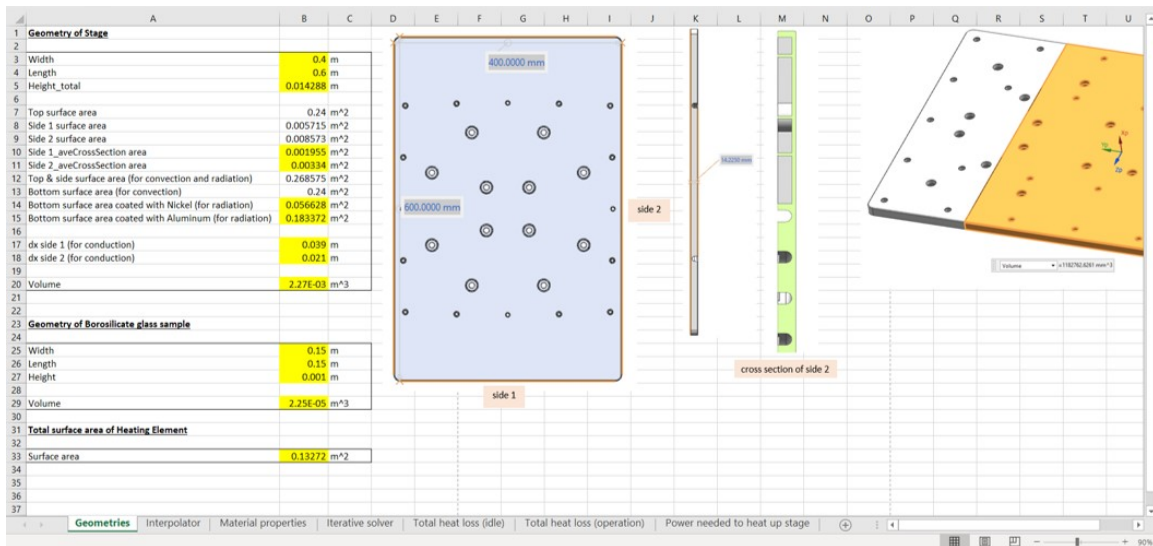 A B C D E F G H I J K L M N O P Q R S T U
1 Geometry of Stage
2
3 Width 0.4 m
4 Length 0.6 m
5 Height_total 0.014288 m
6
7 Top surface area 0.24 m^2
8 Side 1 surface area 0.005715 m^2
9 Side 2 surface area 0.008573 m^2
10 Side 1_aveCrossSection area 0.001955 m^2
11 Side 2_aveCrossSection area 0.00334 m^2
12 Top & side surface area (for convection and radiation) 0.268575 m^2
13 Bottom surface area (for convection) 0.24 m^2
14 Bottom surface area coated with Nickel (for radiation) 0.056628 m^2
15 Bottom surface area coated with Aluminum (for radiation) 0.183372 m^2
16
17 dx side 1 (for conduction) 0.039 m
18 dx side 2 (for conduction) 0.021 m
19
20 Volume 2.27E-03 m^3
21
22
23 Geometry of Borosilicate glass sample
24
25 Width 0.15 m
26 Length 0.15 m
27 Height 0.001 m
28
29 Volume 2.25E-05 m^3
30
31 Total surface area of Heating Element
32
33 Surface area 0.13272 m^2
34
35
36
37
400.0000 mm
600.0000 mm
side 2
side 1
cross section of side 2
Volume
Geometries Interpolator Material properties Iterative solver Total heat loss (idle) Total heat loss (operation) Power needed to heat up stage
90%